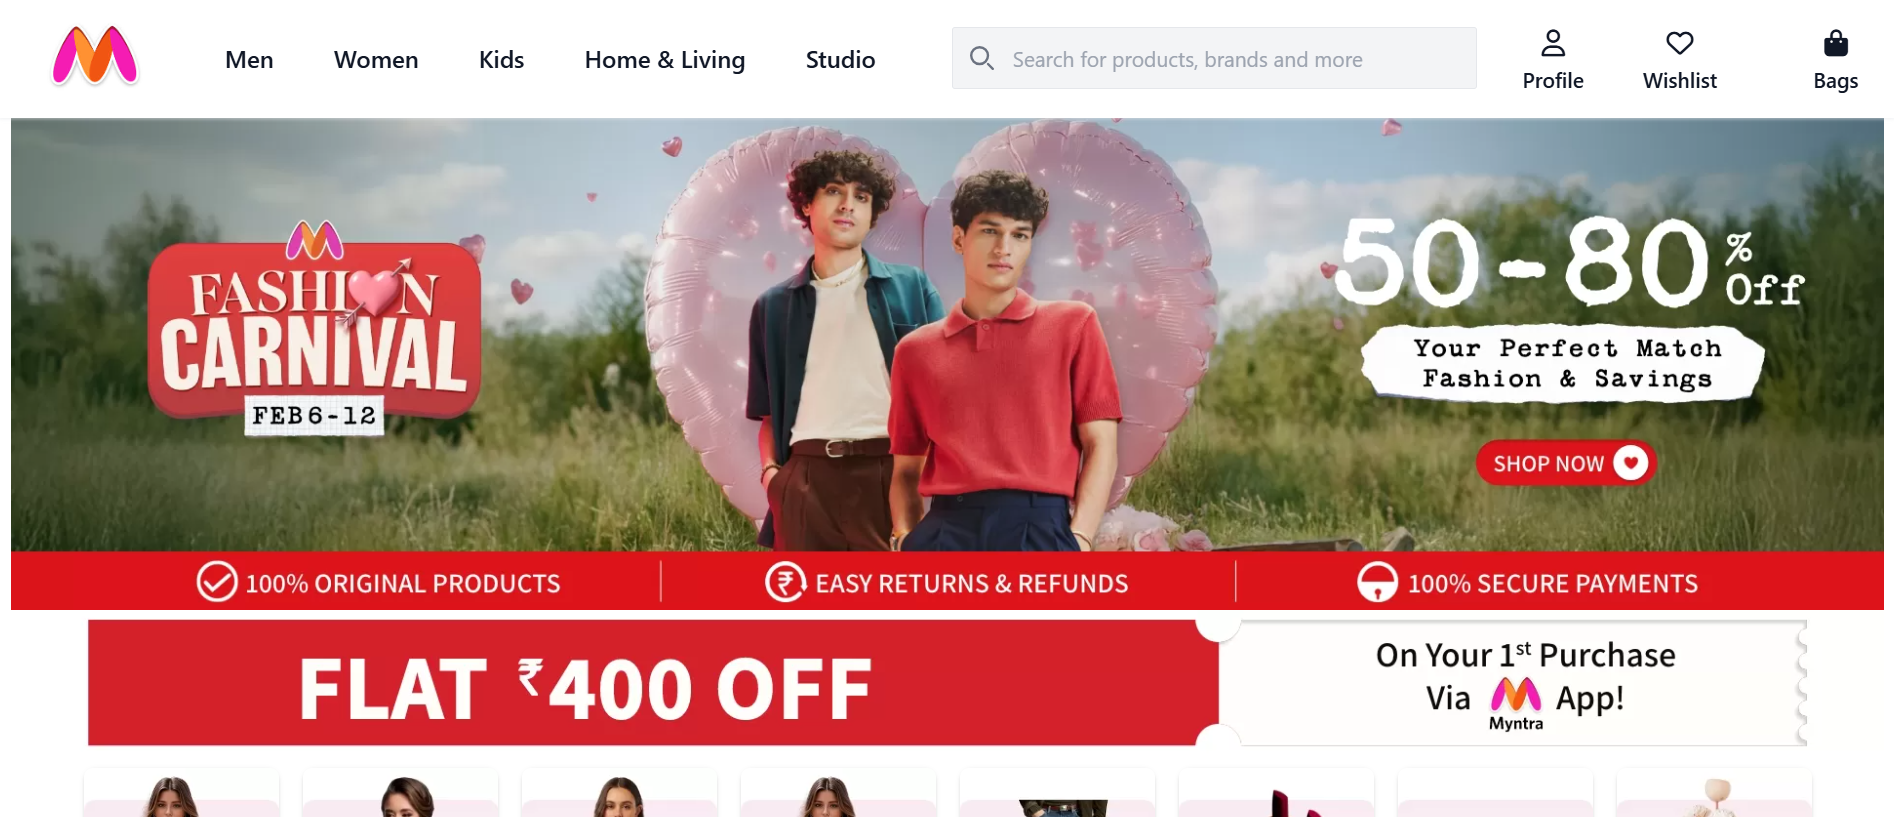 Men
Women
Kids
Home & Living
Studio
Search for products, brands and more
Profile
Wishlist
Bags
FASHION
CARNIVAL
FEB 6-12
50-80% Off
Your Perfect Match
Fashion & Savings
SHOP NOW
100% ORIGINAL PRODUCTS
EASY RETURNS & REFUNDS
100% SECURE PAYMENTS
FLAT ₹400 OFF
On Your 1st Purchase
Via Myntra App!